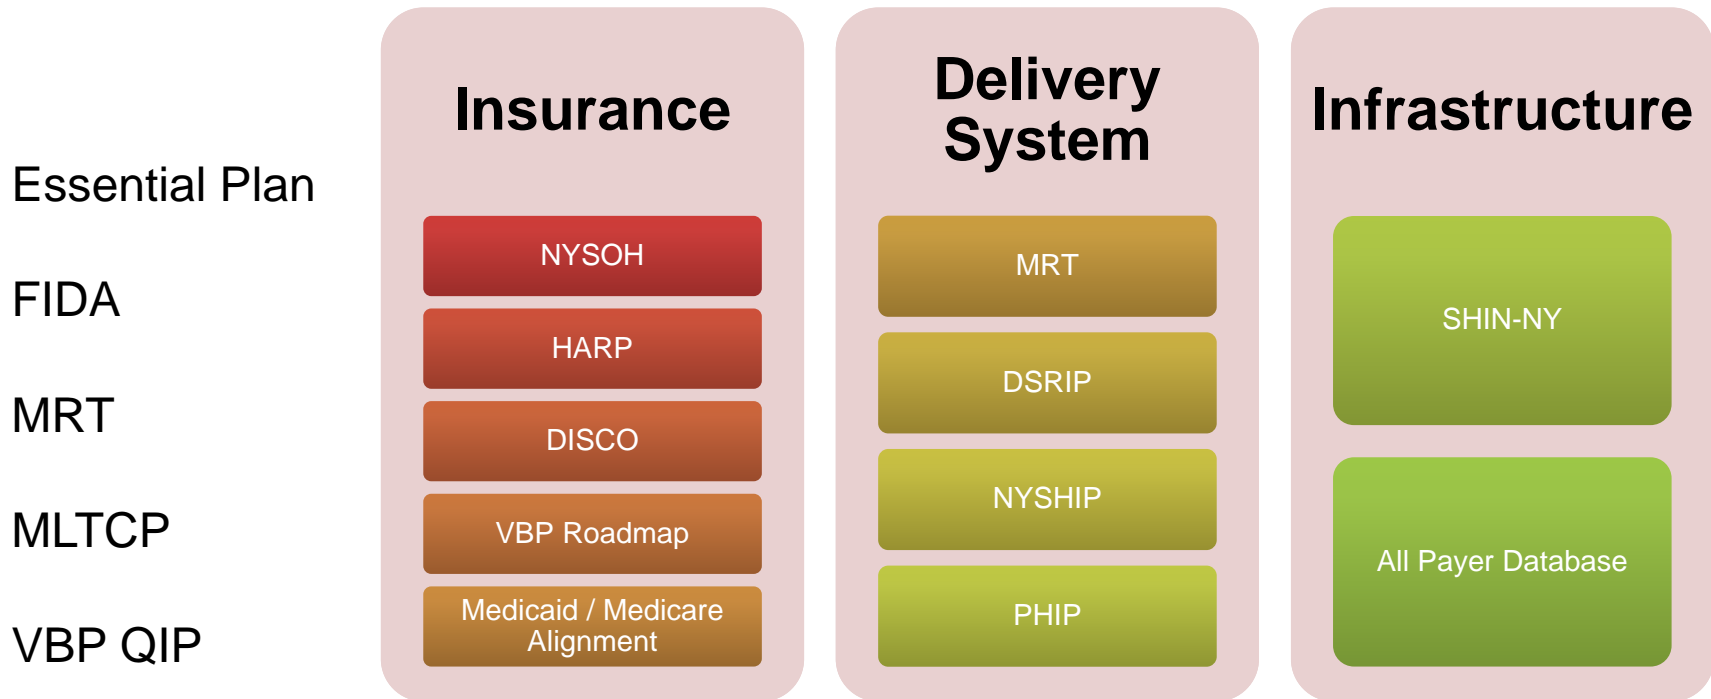 Essential Plan
FIDA
MRT
MLTCP
VBP QIP
Insurance
NYSOH
HARP
DISCO
VBP Roadmap
Medicaid / Medicare
Alignment
Delivery
System
MRT
DSRIP
NYSHIP
PHIP
Infrastructure
SHIN-NY
All Payer Database